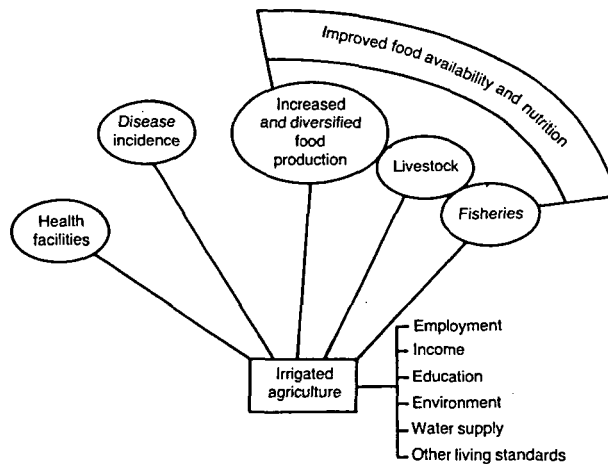 Improved food availability and nutrition
Disease
incidence
Increased
and diversified
food
production
Livestock
Fisheries
Health
facilities
Irrigated
agriculture
Employment
Income
Education
Environment
Water supply
Other living standards